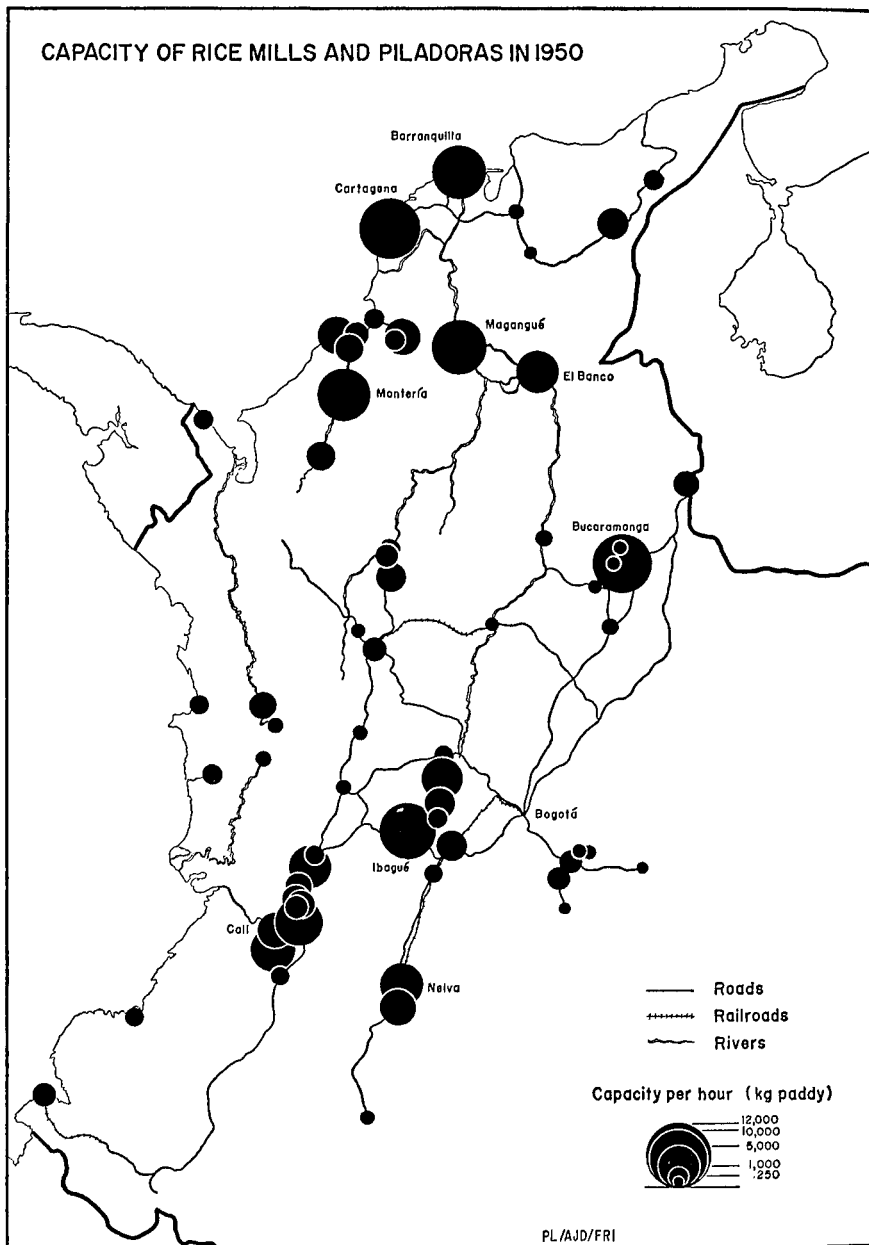 CAPACITY OF RICE MILLS AND PILADORAS IN 1950
Barranquilla
Cartagena
Magangué
El Banco
Montería
Bucaramanga
Bogotá
Ibagué
Cali
Neiva
Roads
Railroads
Rivers
Capacity per hour (kg paddy)
12,000
10,000
5,000
1,000
250
PL/AJD/FRI